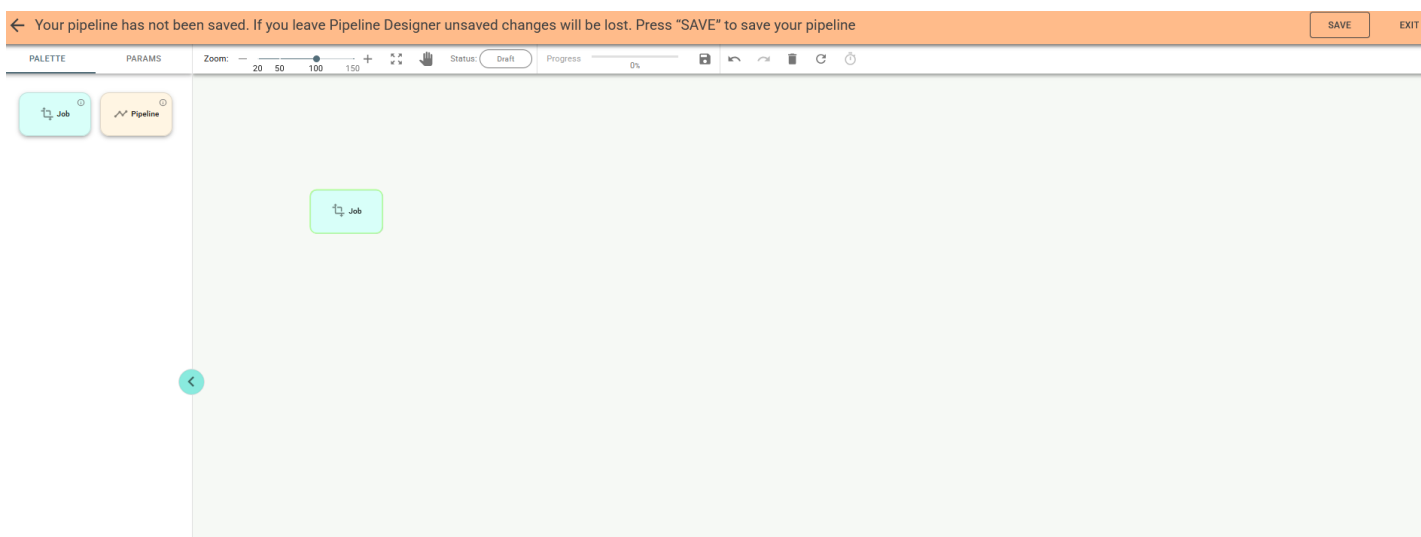 Your pipeline has not been saved. If you leave Pipeline Designer unsaved changes will be lost. Press “SAVE” to save your pipeline
SAVE
EXIT
PALETTE
PARAMS
Zoom:
20 50 100 150
Status: Draft
Progress
0%
Job
Pipeline
Job